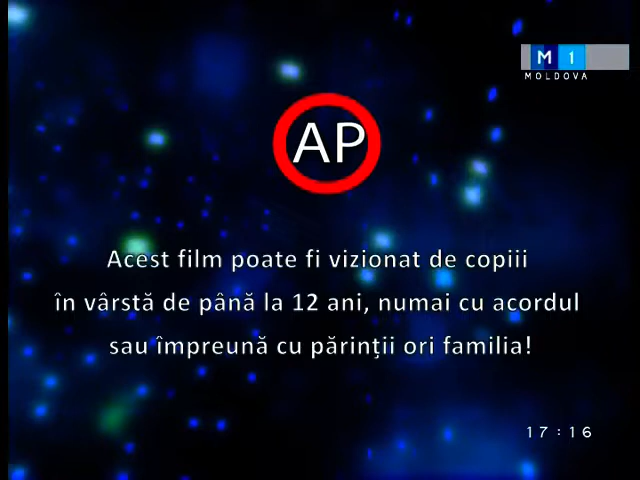 M 1
MOLDOVA
AP
Acest film poate fi vizionat de copiii
în vârstă de până la 12 ani, numai cu acordul
sau împreună cu părinții ori familia!
17:16